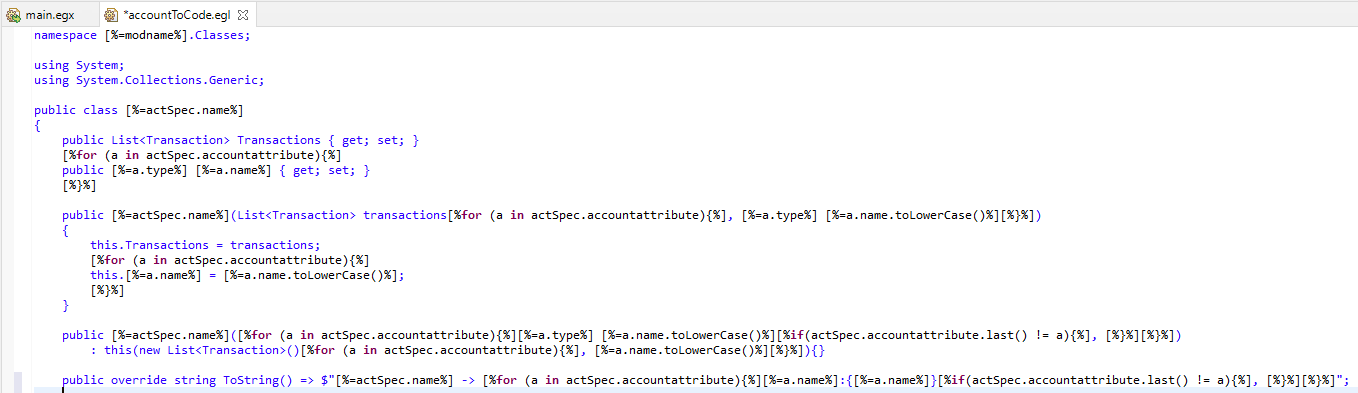 main.egx *accountToCode.egl
namespace [%=modname%].Classes;
using System;
using System.Collections.Generic;
public class [%=actSpec.name%]
{
public List<Transaction> Transactions { get; set; }
[%for (a in actSpec.accountattribute){%]
public [%=a.type%] [%=a.name%] { get; set; }
[%}%]
public [%=actSpec.name%](List<Transaction> transactions[%for (a in actSpec.accountattribute){%], [%=a.type%] [%=a.name.toLowerCase()%][%}%])
{
this.Transactions = transactions;
[%for (a in actSpec.accountattribute){%]
this.[%=a.name%] = [%=a.name.toLowerCase()%];
[%}%]
}
public [%=actSpec.name%]([%for (a in actSpec.accountattribute){%][%=a.type%] [%=a.name.toLowerCase()%][%if(actSpec.accountattribute.last() != a){%], [%}%][%}%])
: this(new List<Transaction>()[%for (a in actSpec.accountattribute){%], [%=a.name.toLowerCase()%][%}%]){}
public override string ToString() => $"[%=actSpec.name%] -> [%for (a in actSpec.accountattribute){%][%=a.name%]:{[%=a.name%]}[%if(actSpec.accountattribute.last() != a){%], [%}%][%}%]";